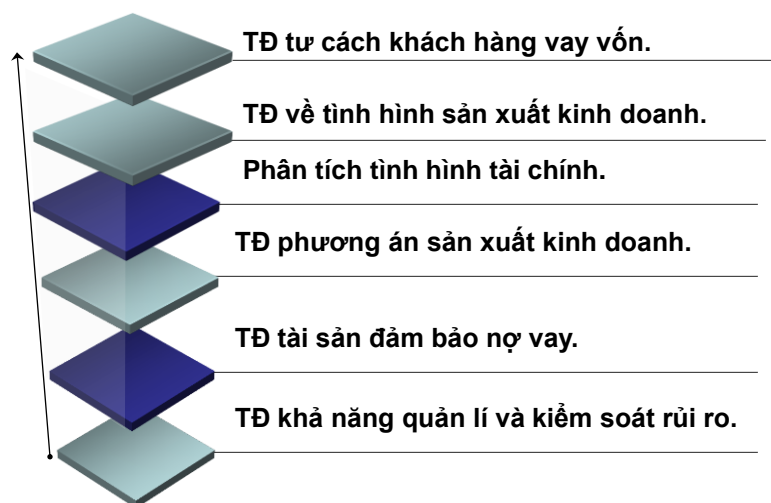 TĐ tư cách khách hàng vay vốn.
TĐ về tình hình sản xuất kinh doanh.
Phân tích tình hình tài chính.
TĐ phương án sản xuất kinh doanh.
TĐ tài sản đảm bảo nợ vay.
TĐ khả năng quản lí và kiểm soát rủi ro.